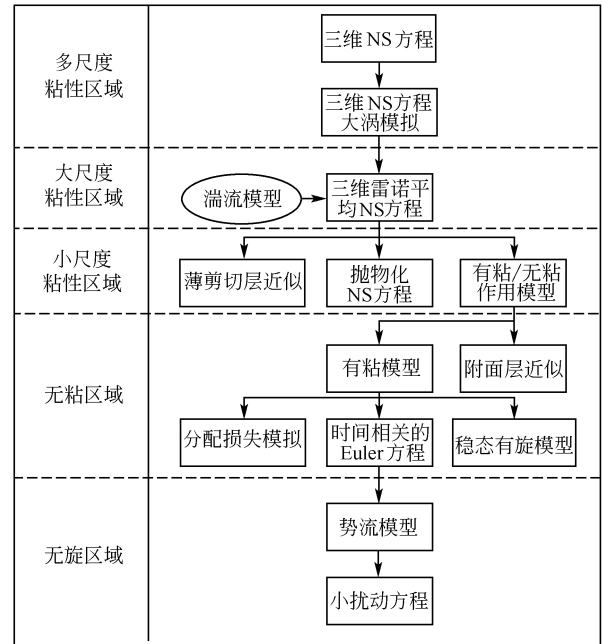 多尺度
粘性区域
三维NS方程
三维NS方程
大涡模拟
大尺度
粘性区域
湍流模型
三维雷诺平
均NS方程
小尺度
粘性区域
薄剪切层近似
抛物化
NS方程
有粘/无粘
作用模型
无粘区域
有粘模型
附面层近似
分配损失模拟
时间相关的
Euler方程
稳态有旋模型
无旋区域
势流模型
小扰动方程